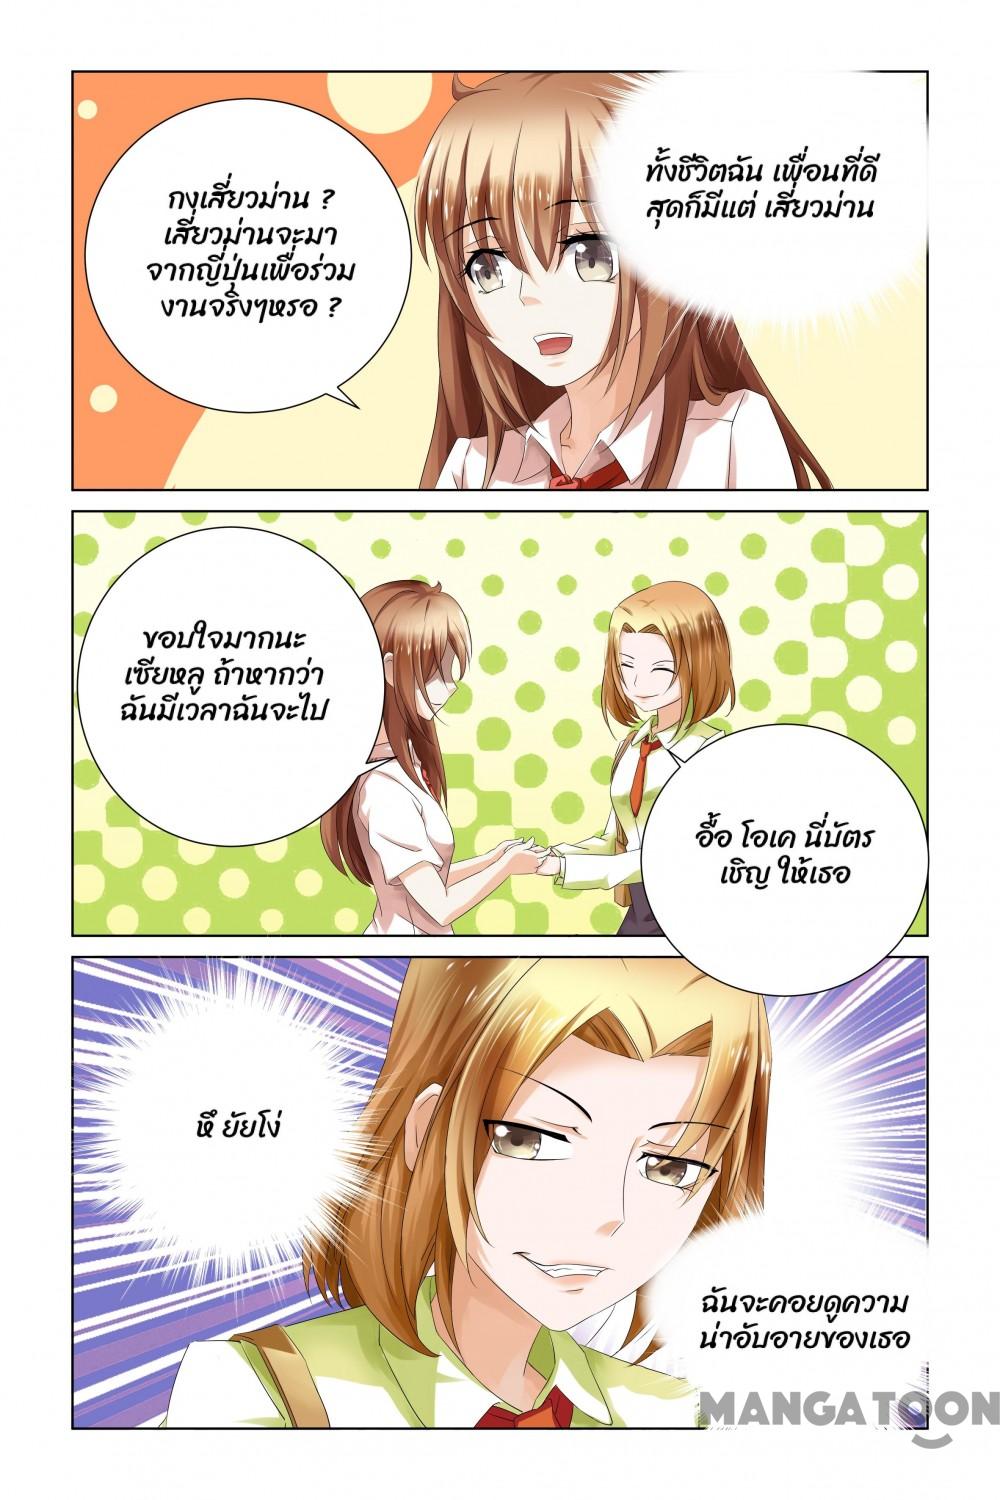 กงเสี่ยวม่าน ?
เสี่ยวม่านจะมา
จากญี่ปุ่นเพื่อร่วม
งานจริงๆหรอ ?
ทั้งชีวิตฉัน เพื่อนที่ดี
สุดก็มีแต่ เสี่ยวม่าน
ขอบใจมากนะ
เซียหลู ถ้าหากว่า
ฉันมีเวลาฉันจะไป
อื้อ โอเค นี่บัตร
เชิญ ให้เธอ
หึ ยัยโง่
ฉันจะคอยดูความ
น่าอับอายของเธอ
MANGATOON